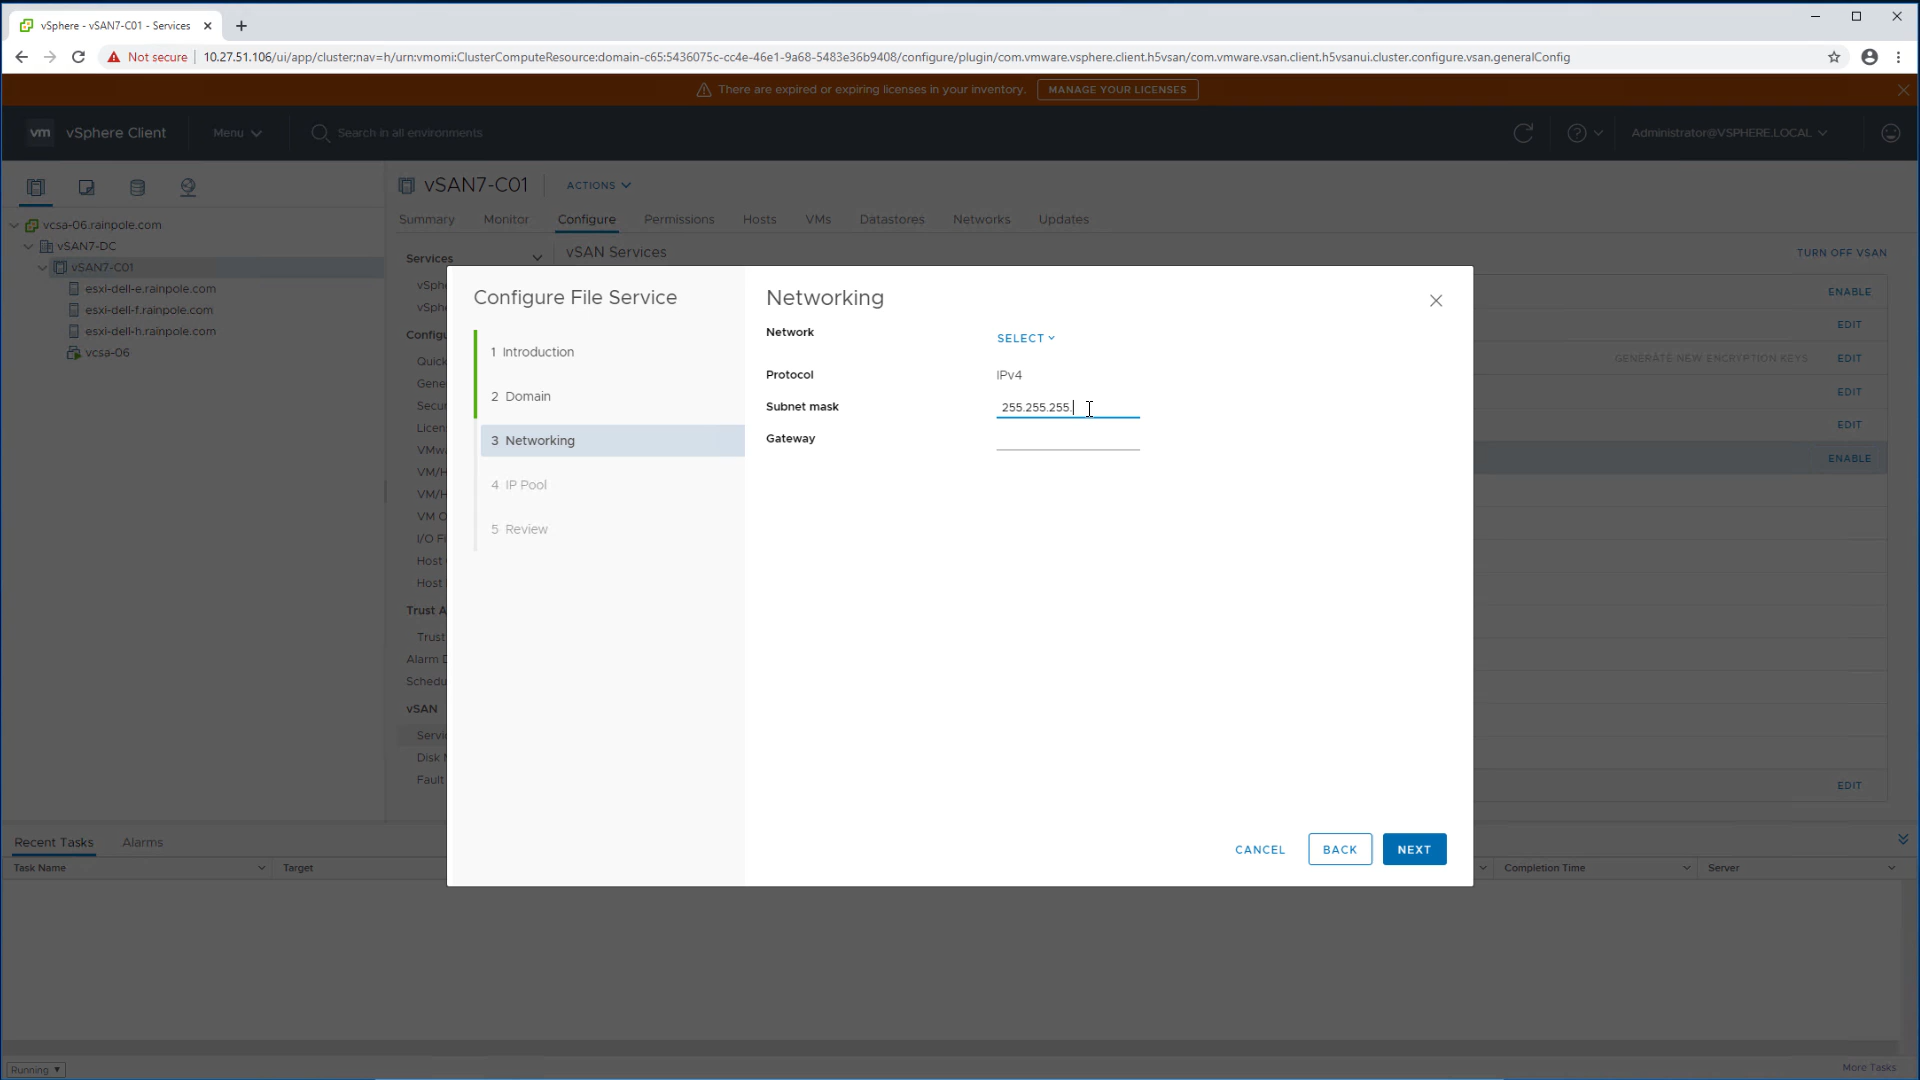 vSphere - vSAN7-C01 - Services
Not secure
10.27.51.106/ui/app/cluster;nav=h/urn:vmomi:ClusterComputeResource:domain-c65:5436075c-cc4e-46e1-9a68-5483e36b9408/configure/plugin/com.vmware.vsphere.client.h5vsan/com.vmware.vsan.client.h5vsanui.cluster.configure.vsan.generalConfig
There are expired or expiring licenses in your inventory.
MANAGE YOUR LICENSES
vm vSphere Client
Menu
Search in all environments
Administrator@VSPHERE.LOCAL
vcsa-06.rainpole.com
vSAN7-DC
vSAN7-C01
esxi-dell-e.rainpole.com
esxi-dell-f.rainpole.com
esxi-dell-h.rainpole.com
vcsa-06
vSAN7-C01
ACTIONS
Summary
Monitor
Configure
Permissions
Hosts
VMs
Datastores
Networks
Updates
Services
vSph
vSph
Config
Quick
Gene
Secu
Licen
VMw
VM/H
VM/H
VM O
I/O Fi
Host
Host
Trust A
Trust
Alarm D
Schedu
vSAN
Servi
Disk M
Fault
vSAN Services
TURN OFF VSAN
ENABLE
EDIT
GENERATE NEW ENCRYPTION KEYS
EDIT
EDIT
EDIT
ENABLE
EDIT
Configure File Service
1 Introduction
2 Domain
3 Networking
4 IP Pool
5 Review
Networking
Network
SELECT
Protocol
IPv4
Subnet mask
255.255.255.
Gateway
CANCEL
BACK
NEXT
Recent Tasks
Alarms
Task Name
Target
Completion Time
Server
Running
More Tasks